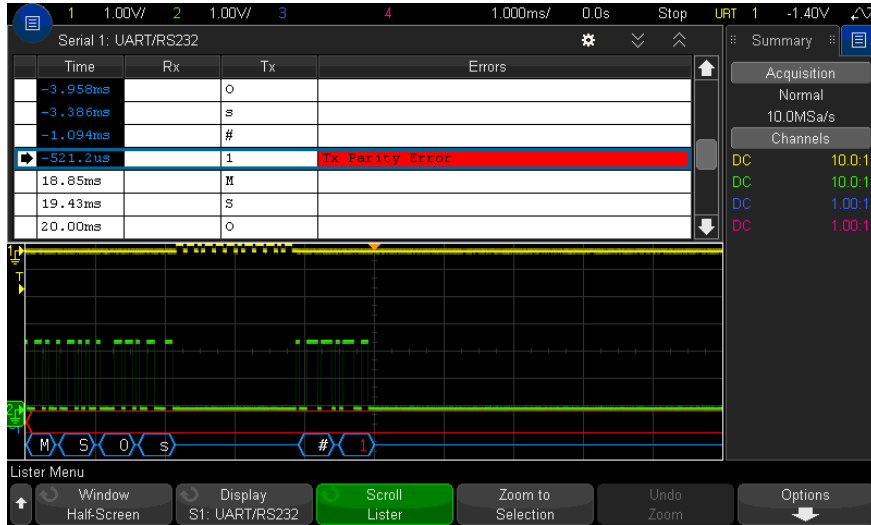 1 1.00V/ 2 1.00V/ 3 4 1.000ms/ 0.0s Stop URT 1 -1.40V
Serial 1: UART/RS232
Summary
Time Rx Tx Errors
Acquisition
Normal
10.0MSa/s
Channels
DC 10.0:1
DC 10.0:1
DC 1.00:1
DC 1.00:1
-3.958ms O
-3.386ms s
-1.094ms #
-521.2us 1 Tx Parity Error
18.85ms M
19.43ms S
20.00ms O
1
T
2
M S O s # 1
Lister Menu
Window
Half-Screen
Display
S1: UART/RS232
Scroll
Lister
Zoom to
Selection
Undo
Zoom
Options